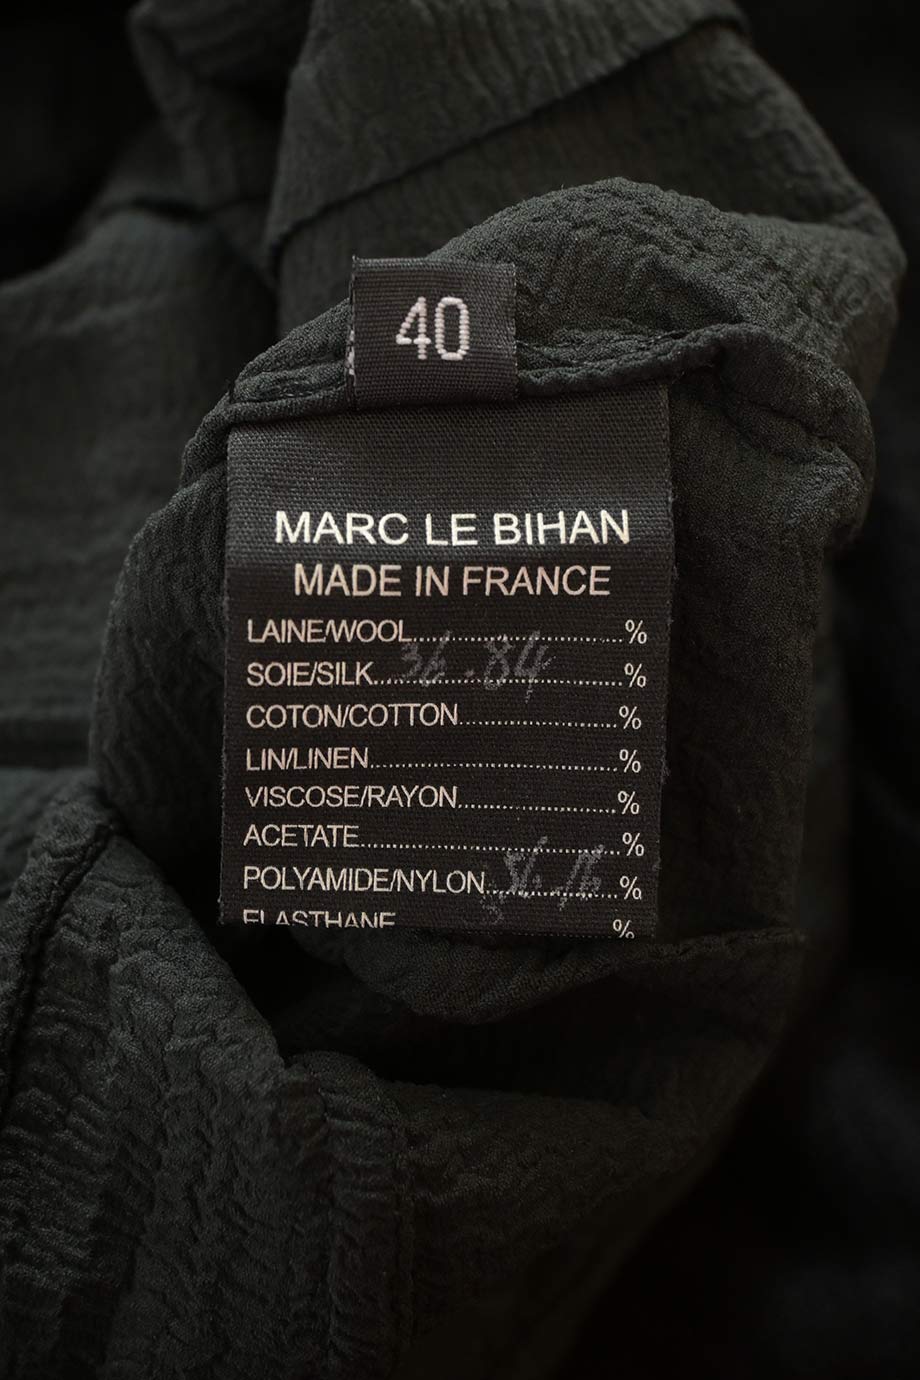 40
MARC LE BIHAN
MADE IN FRANCE
LAINE/WOOL..........................%
SOIE/SILK...36.84...........%
COTON/COTTON....................%
LIN/LINEN................................%
VISCOSE/RAYON....................%
ACETATE.................................%
POLYAMIDE/NYLON................%
ELASTHANE %